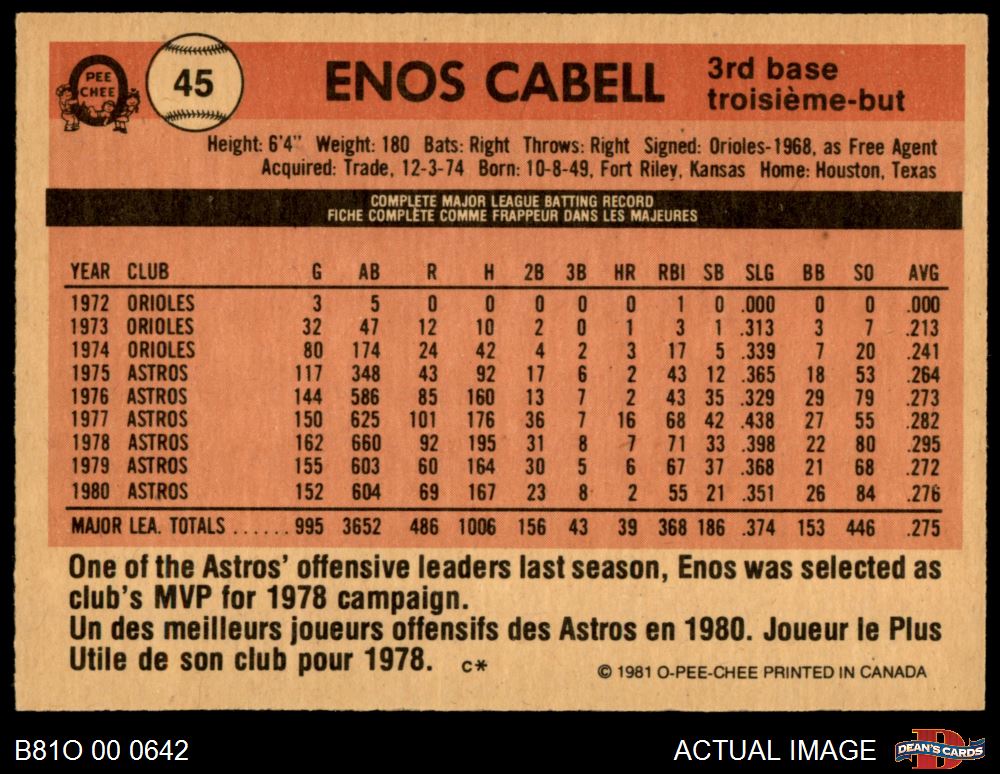 PEE
CHEE
45
ENOS CABELL
3rd base
troisième-but
Height: 6'4" Weight: 180 Bats: Right Throws: Right Signed: Orioles-1968, as Free Agent
Acquired: Trade, 12-3-74 Born: 10-8-49, Fort Riley, Kansas Home: Houston, Texas
COMPLETE MAJOR LEAGUE BATTING RECORD
FICHE COMPLÈTE COMME FRAPPEUR DANS LES MAJEURES
YEAR CLUB G AB R H 2B 3B HR RBI SB SLG BB SO AVG
1972 ORIOLES 3 5 0 0 0 0 0 1 0 .000 0 0 .000
1973 ORIOLES 32 47 12 10 2 0 1 3 1 .313 3 7 .213
1974 ORIOLES 80 174 24 42 4 2 3 17 5 .339 7 20 .241
1975 ASTROS 117 348 43 92 17 6 2 43 12 .365 18 53 .264
1976 ASTROS 144 586 85 160 13 7 2 43 35 .329 29 79 .273
1977 ASTROS 150 625 101 176 36 7 16 68 42 .438 27 55 .282
1978 ASTROS 162 660 92 195 31 8 7 71 33 .398 22 80 .295
1979 ASTROS 155 603 60 164 30 5 6 67 37 .368 21 68 .272
1980 ASTROS 152 604 69 167 23 8 2 55 21 .351 26 84 .276
MAJOR LEA. TOTALS ...... 995 3652 486 1006 156 43 39 368 186 .374 153 446 .275
One of the Astros' offensive leaders last season, Enos was selected as
club's MVP for 1978 campaign.
Un des meilleurs joueurs offensifs des Astros en 1980. Joueur le Plus
Utile de son club pour 1978. C*
© 1981 O-PEE-CHEE PRINTED IN CANADA
B81O 00 0642
ACTUAL IMAGE
D
DEAN'S CARDS